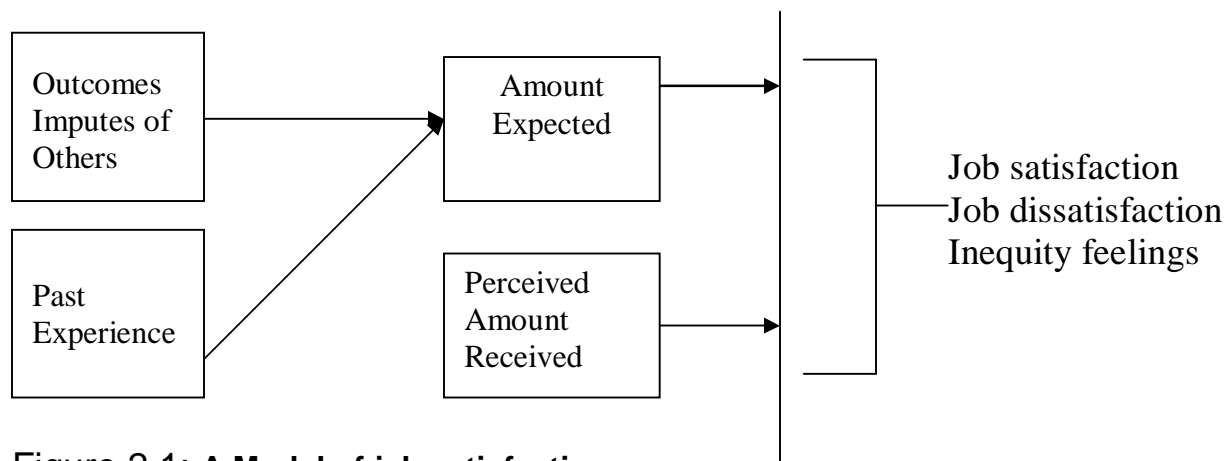 Outcomes
Imputes of
Others
Amount
Expected
Past
Experience
Perceived
Amount
Received
Job satisfaction
Job dissatisfaction
Inequity feelings
Figure 2.1: A Model of job satisfaction